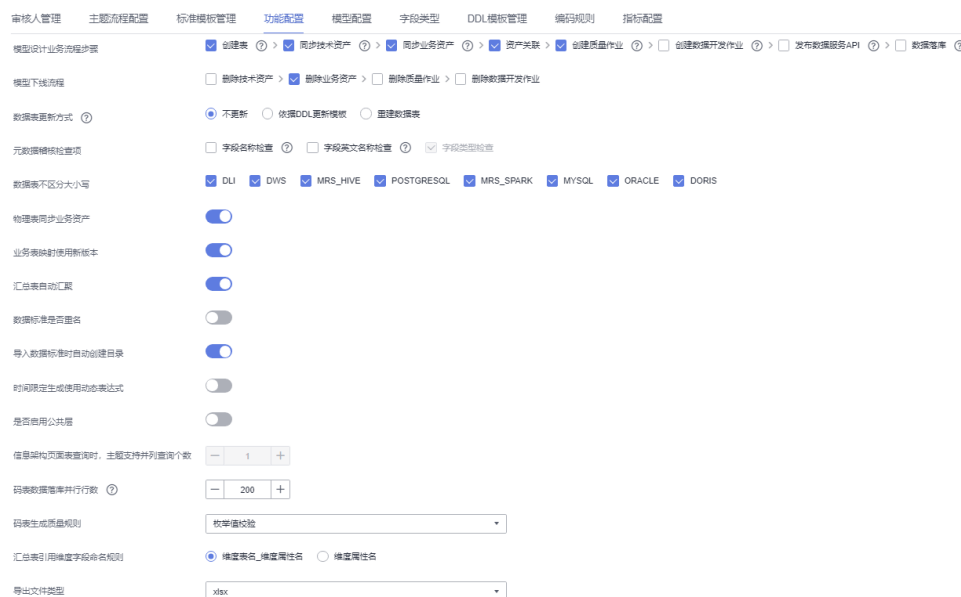 审核人管理 主题流程配置 标准模板管理 功能配置 模型配置 字段类型 DDL模板管理 编码规则 指标配置
模型设计业务流程步骤 创建表 ? > 同步技术资产 ? > 同步业务资产 ? > 资产关联 > 创建质量作业 ? > 创建数据开发作业 ? > 发布数据服务API ? > 数据落库
模型下线流程 删除技术资产 > 删除业务资产 > 删除质量作业 > 删除数据开发作业
数据表更新方式 ? 不更新 依据DDL更新模板 重建数据表
元数据稽核检查项 字段名称检查 ? 字段英文名称检查 ? 字段类型检查
数据表不区分大小写 DLI DWS MRS_HIVE POSTGRESQL MRS_SPARK MYSQL ORACLE DORIS
物理表同步业务资产
业务表映射使用新版本
汇总表自动汇聚
数据标准是否重名
导入数据标准时自动创建目录
时间限定生成使用动态表达式
是否启用公共层
信息架构页面表查询时，主题支持并列查询个数 − 1 +
码表数据落库并行行数 ? − 200 +
码表生成质量规则 枚举值校验
汇总表引用维度字段命名规则 维度表名_维度属性名 维度属性名
导出文件类型 xlsx